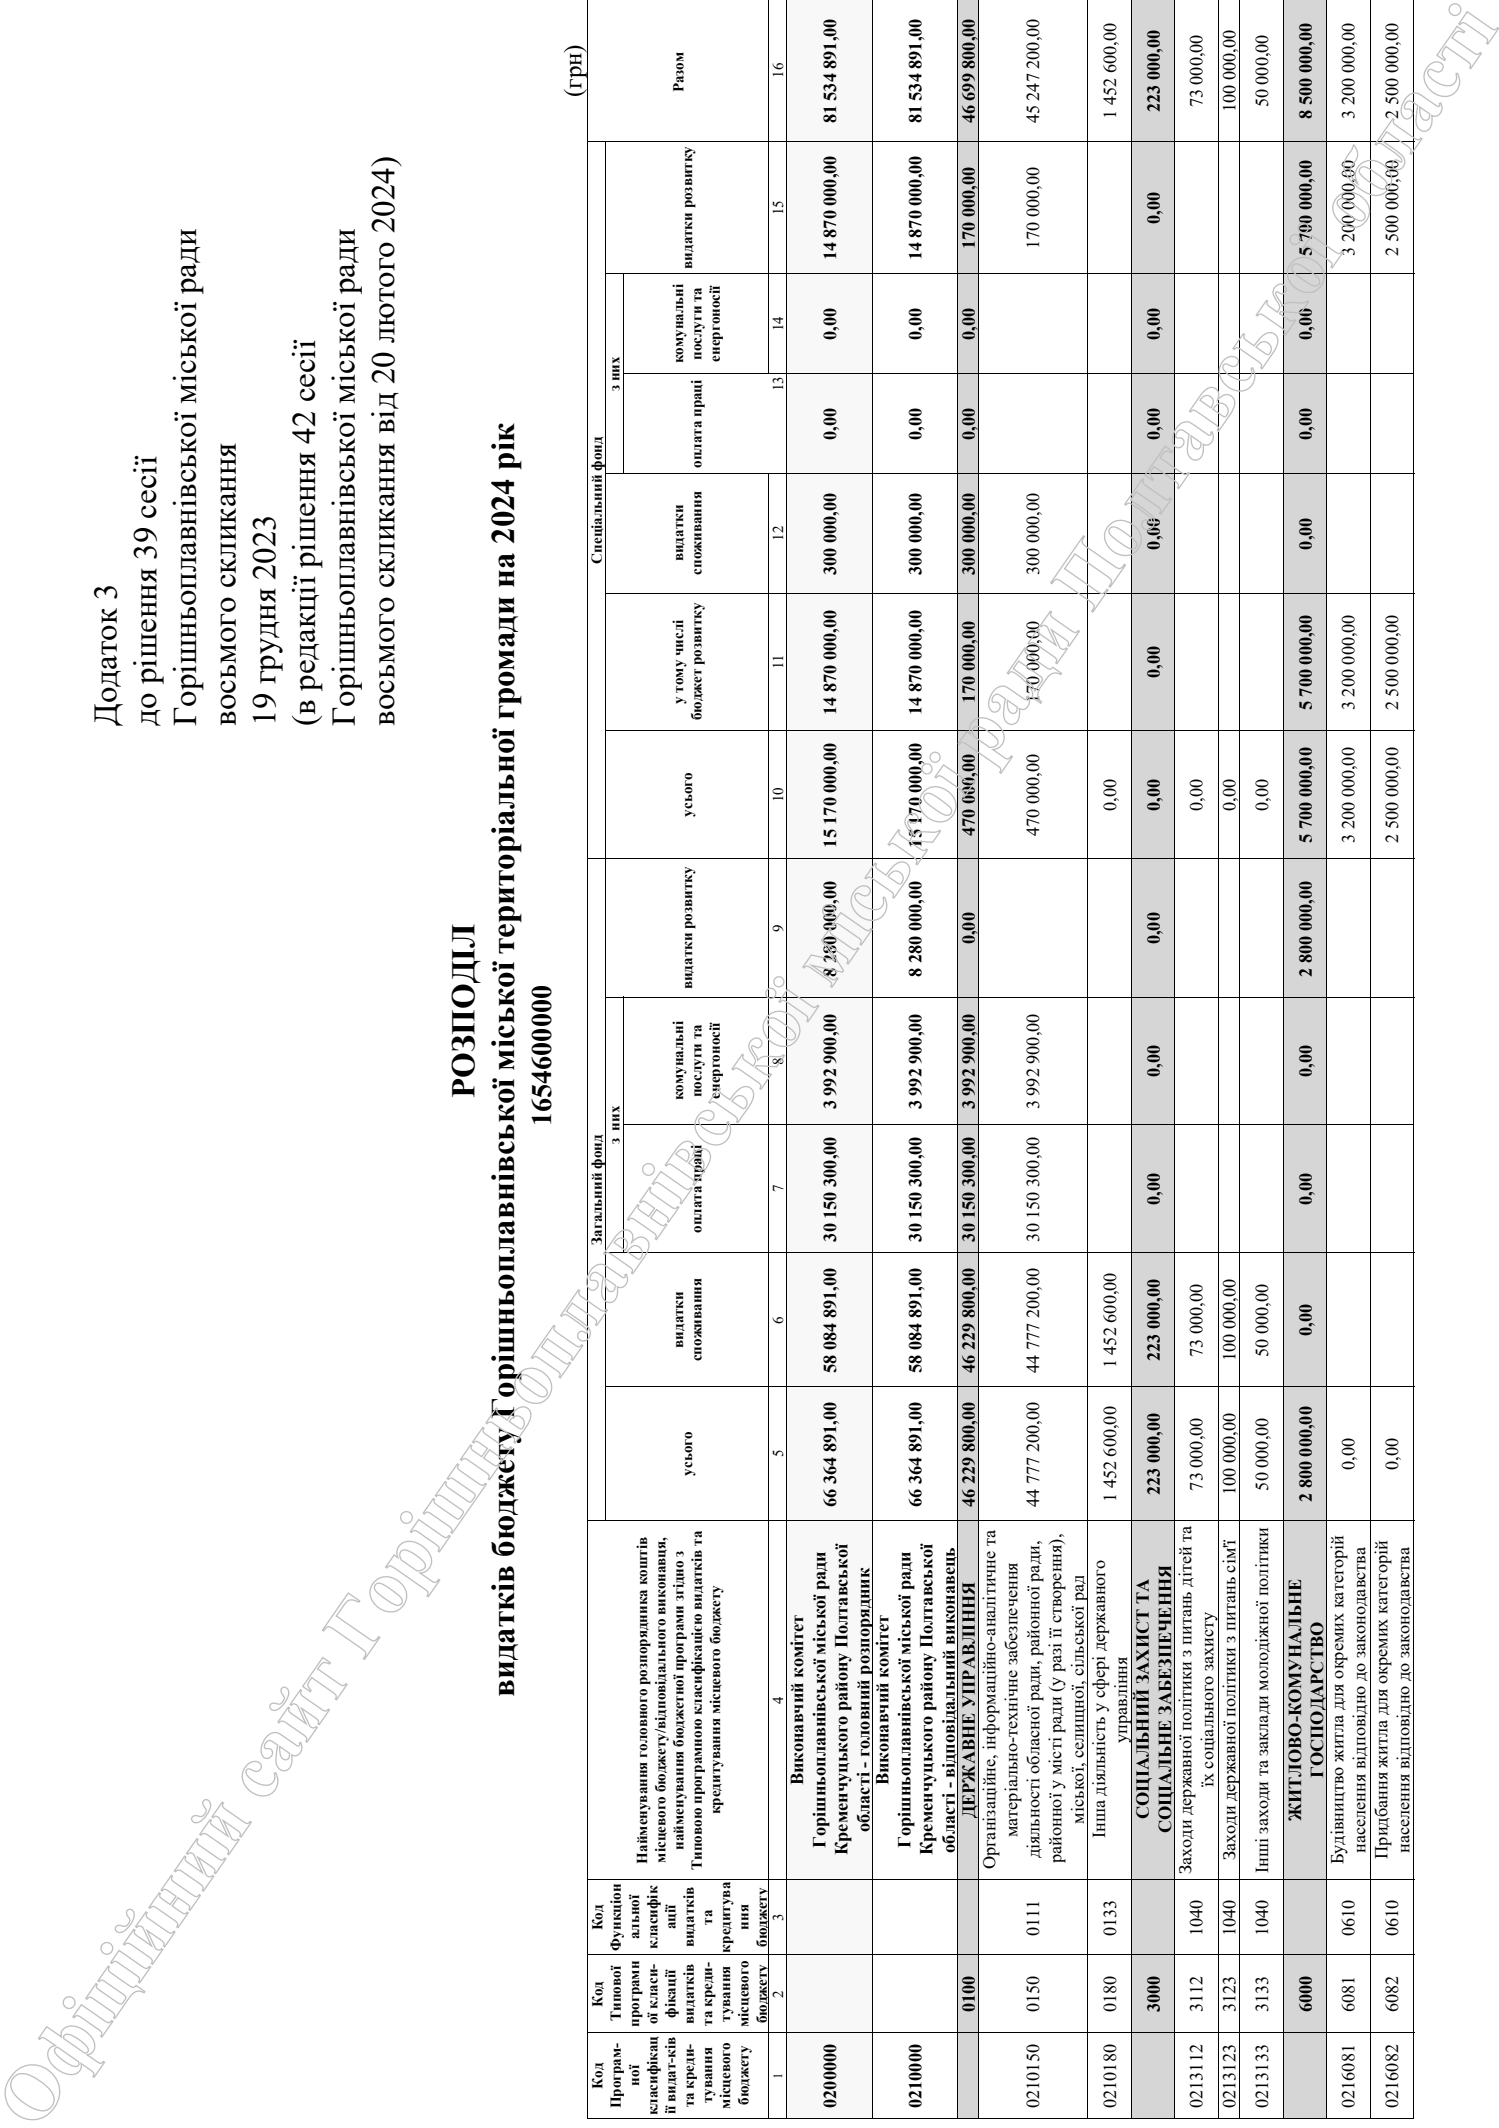 Додаток 3
до рішення 39 сесії
Горішньоплавнівської міської ради
восьмого скликання
19 грудня 2023
(в редакції рішення 42 сесії
Горішньоплавнівської міської ради
восьмого скликання від 20 лютого 2024)
РОЗПОДІЛ
видатків бюджету Горішньоплавнівської міської територіальної громади на 2024 рік
1654600000
(грн)
Код Програм-ної класифікац ії видат-ків та креди-тування місцевого бюджету
Код Типової програмн ої класи-фікації видатків та креди-тування місцевого бюджету
Код Функціон альної класифік ації видатків та кредитува ння бюджету
Найменування головного розпорядника коштів місцевого бюджету/відповідального виконавця, найменування бюджетної програми згідно з Типовою програмною класифікацією видатків та кредитування місцевого бюджету
Загальний фонд
Спеціальний фонд
Разом
усього
видатки споживання
з них
оплата праці
комунальні послуги та енергоносії
видатки розвитку
усього
у тому числі бюджет розвитку
видатки споживання
з них
оплата праці
комунальні послуги та енергоносії
видатки розвитку
1 2 3 4 5 6 7 8 9 10 11 12 13 14 15 16
0200000 Виконавчий комітет Горішньоплавнівської міської ради Кременчуцького району Полтавської області - головний розпорядник 66 364 891,00 58 084 891,00 30 150 300,00 3 992 900,00 8 280 000,00 15 170 000,00 14 870 000,00 300 000,00 0,00 0,00 14 870 000,00 81 534 891,00
0210000 Виконавчий комітет Горішньоплавнівської міської ради Кременчуцького району Полтавської області - відповідальний виконавець 66 364 891,00 58 084 891,00 30 150 300,00 3 992 900,00 8 280 000,00 15 170 000,00 14 870 000,00 300 000,00 0,00 0,00 14 870 000,00 81 534 891,00
0100 ДЕРЖАВНЕ УПРАВЛІННЯ 46 229 800,00 46 229 800,00 30 150 300,00 3 992 900,00 0,00 470 000,00 170 000,00 300 000,00 0,00 0,00 170 000,00 46 699 800,00
0210150 0150 0111 Організаційне, інформаційно-аналітичне та матеріально-технічне забезпечення діяльності обласної ради, районної ради, районної у місті ради (у разі її створення), міської, селищної, сільської рад 44 777 200,00 44 777 200,00 30 150 300,00 3 992 900,00 470 000,00 170 000,00 300 000,00 170 000,00 45 247 200,00
0210180 0180 0133 Інша діяльність у сфері державного управління 1 452 600,00 1 452 600,00 0,00 1 452 600,00
3000 СОЦІАЛЬНИЙ ЗАХИСТ ТА СОЦІАЛЬНЕ ЗАБЕЗПЕЧЕННЯ 223 000,00 223 000,00 0,00 0,00 0,00 0,00 0,00 0,00 0,00 0,00 0,00 223 000,00
0213112 3112 1040 Заходи державної політики з питань дітей та їх соціального захисту 73 000,00 73 000,00 0,00 73 000,00
0213123 3123 1040 Заходи державної політики з питань сім'ї 100 000,00 100 000,00 0,00 100 000,00
0213133 3133 1040 Інші заходи та заклади молодіжної політики 50 000,00 50 000,00 0,00 50 000,00
6000 ЖИТЛОВО-КОМУНАЛЬНЕ ГОСПОДАРСТВО 2 800 000,00 0,00 0,00 0,00 2 800 000,00 5 700 000,00 5 700 000,00 0,00 0,00 0,00 5 700 000,00 8 500 000,00
0216081 6081 0610 Будівництво житла для окремих категорій населення відповідно до законодавства 0,00 3 200 000,00 3 200 000,00 3 200 000,00 3 200 000,00
0216082 6082 0610 Придбання житла для окремих категорій населення відповідно до законодавства 0,00 2 500 000,00 2 500 000,00 2 500 000,00 2 500 000,00
Офіційний сайт Горішньоплавнівської міської ради Полтавської області